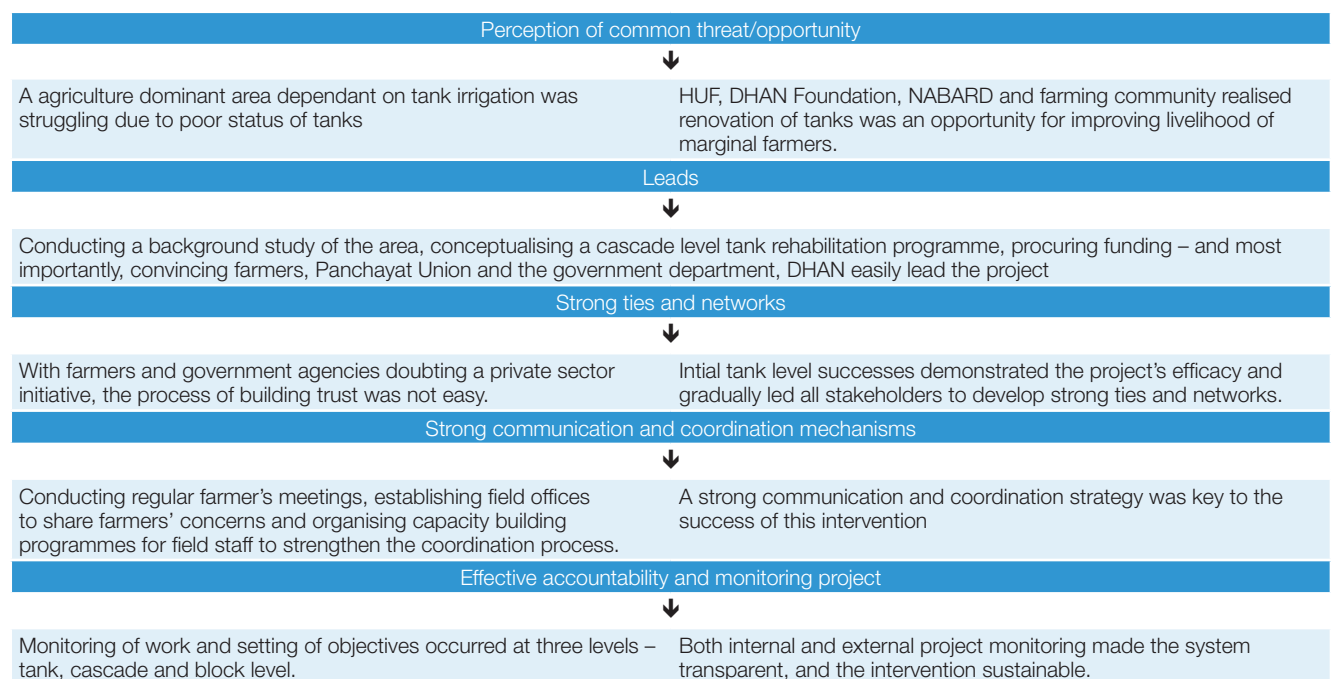 Perception of common threat/opportunity
A agriculture dominant area dependant on tank irrigation was
struggling due to poor status of tanks
HUF, DHAN Foundation, NABARD and farming community realised
renovation of tanks was an opportunity for improving livelihood of
marginal farmers.
Leads
Conducting a background study of the area, conceptualising a cascade level tank rehabilitation programme, procuring funding – and most
importantly, convincing farmers, Panchayat Union and the government department, DHAN easily lead the project
Strong ties and networks
With farmers and government agencies doubting a private sector
initiative, the process of building trust was not easy.
Intial tank level successes demonstrated the project's efficacy and
gradually led all stakeholders to develop strong ties and networks.
Strong communication and coordination mechanisms
Conducting regular farmer's meetings, establishing field offices
to share farmers' concerns and organising capacity building
programmes for field staff to strengthen the coordination process.
A strong communication and coordination strategy was key to the
success of this intervention
Effective accountability and monitoring project
Monitoring of work and setting of objectives occurred at three levels –
tank, cascade and block level.
Both internal and external project monitoring made the system
transparent, and the intervention sustainable.